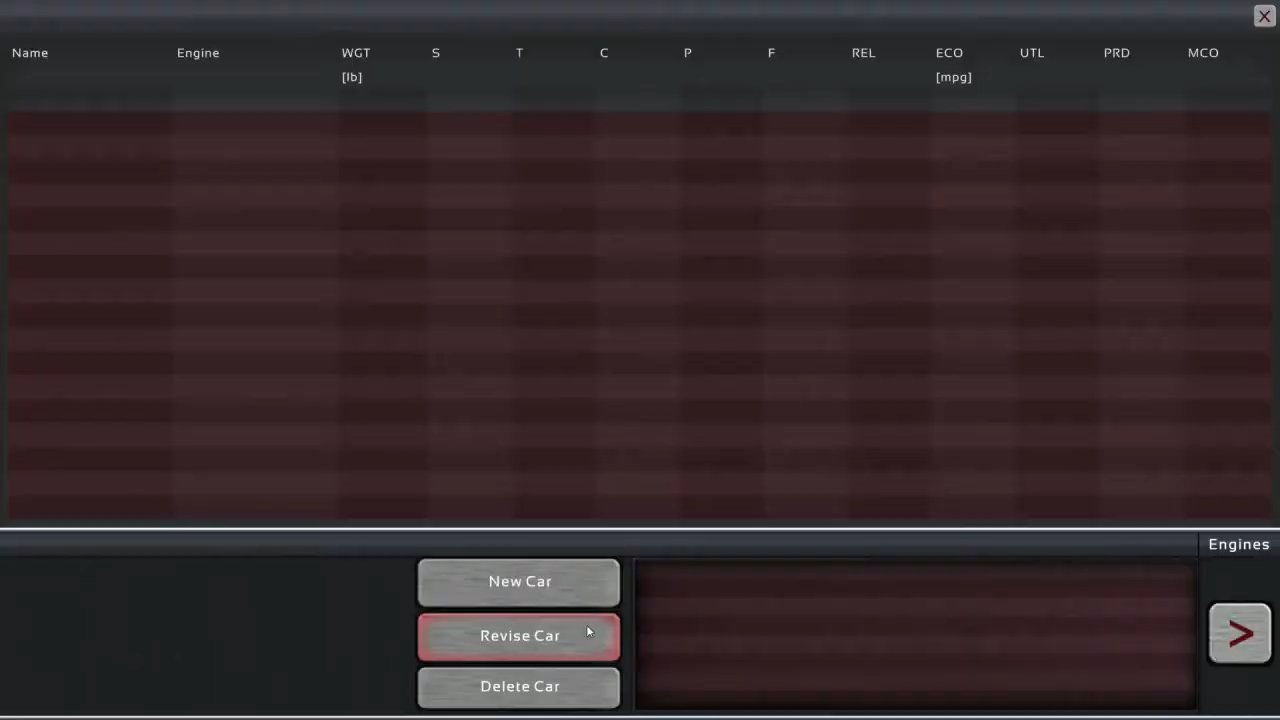 Name Engine WGT S T C P F REL ECO UTL PRD MCO
[lb] [mpg]
Engines
New Car
Revise Car
>
Delete Car